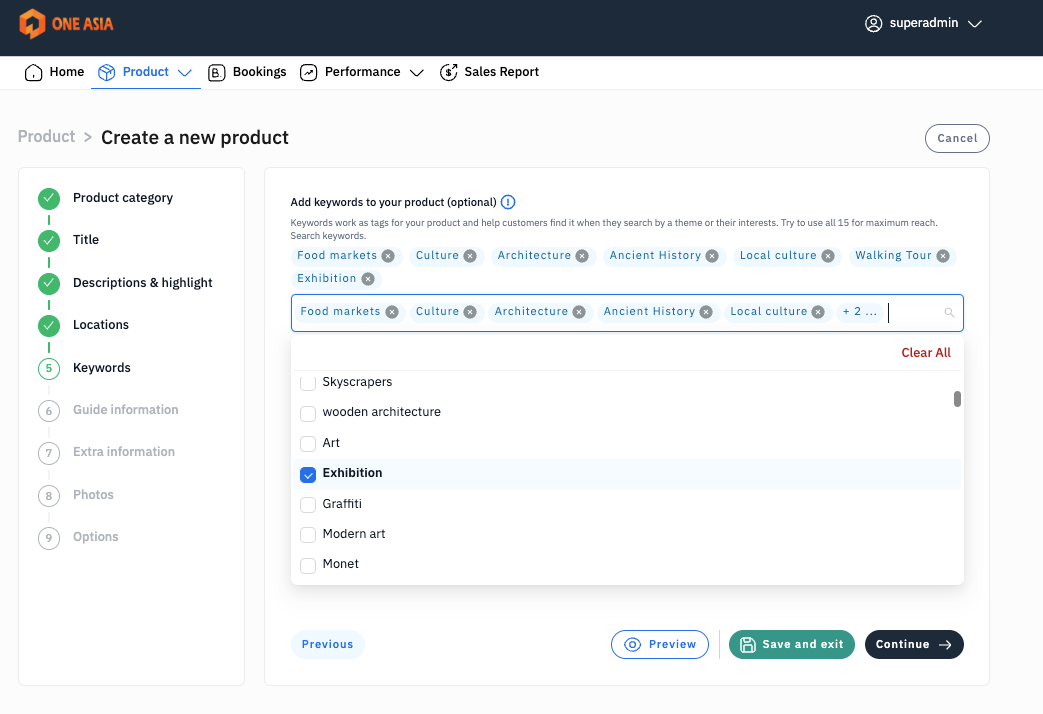 ONE ASIA
superadmin
Home Product B. Bookings Performance $ Sales Report
Product > Create a new product
Cancel
Product category
Title
Descriptions & highlight
Locations
5 Keywords
6 Guide information
7 Extra information
8 Photos
9 Options
Add keywords to your product (optional) !
Keywords work as tags for your product and help customers find it when they search by a theme or their interests. Try to use all 15 for maximum reach.
Search keywords.
Food markets Culture Architecture Ancient History Local culture Walking Tour
Exhibition
Food markets Culture Architecture Ancient History Local culture + 2 ...
Clear All
Skyscrapers
wooden architecture
Art
Exhibition
Graffiti
Modern art
Monet
Previous Preview Save and exit Continue